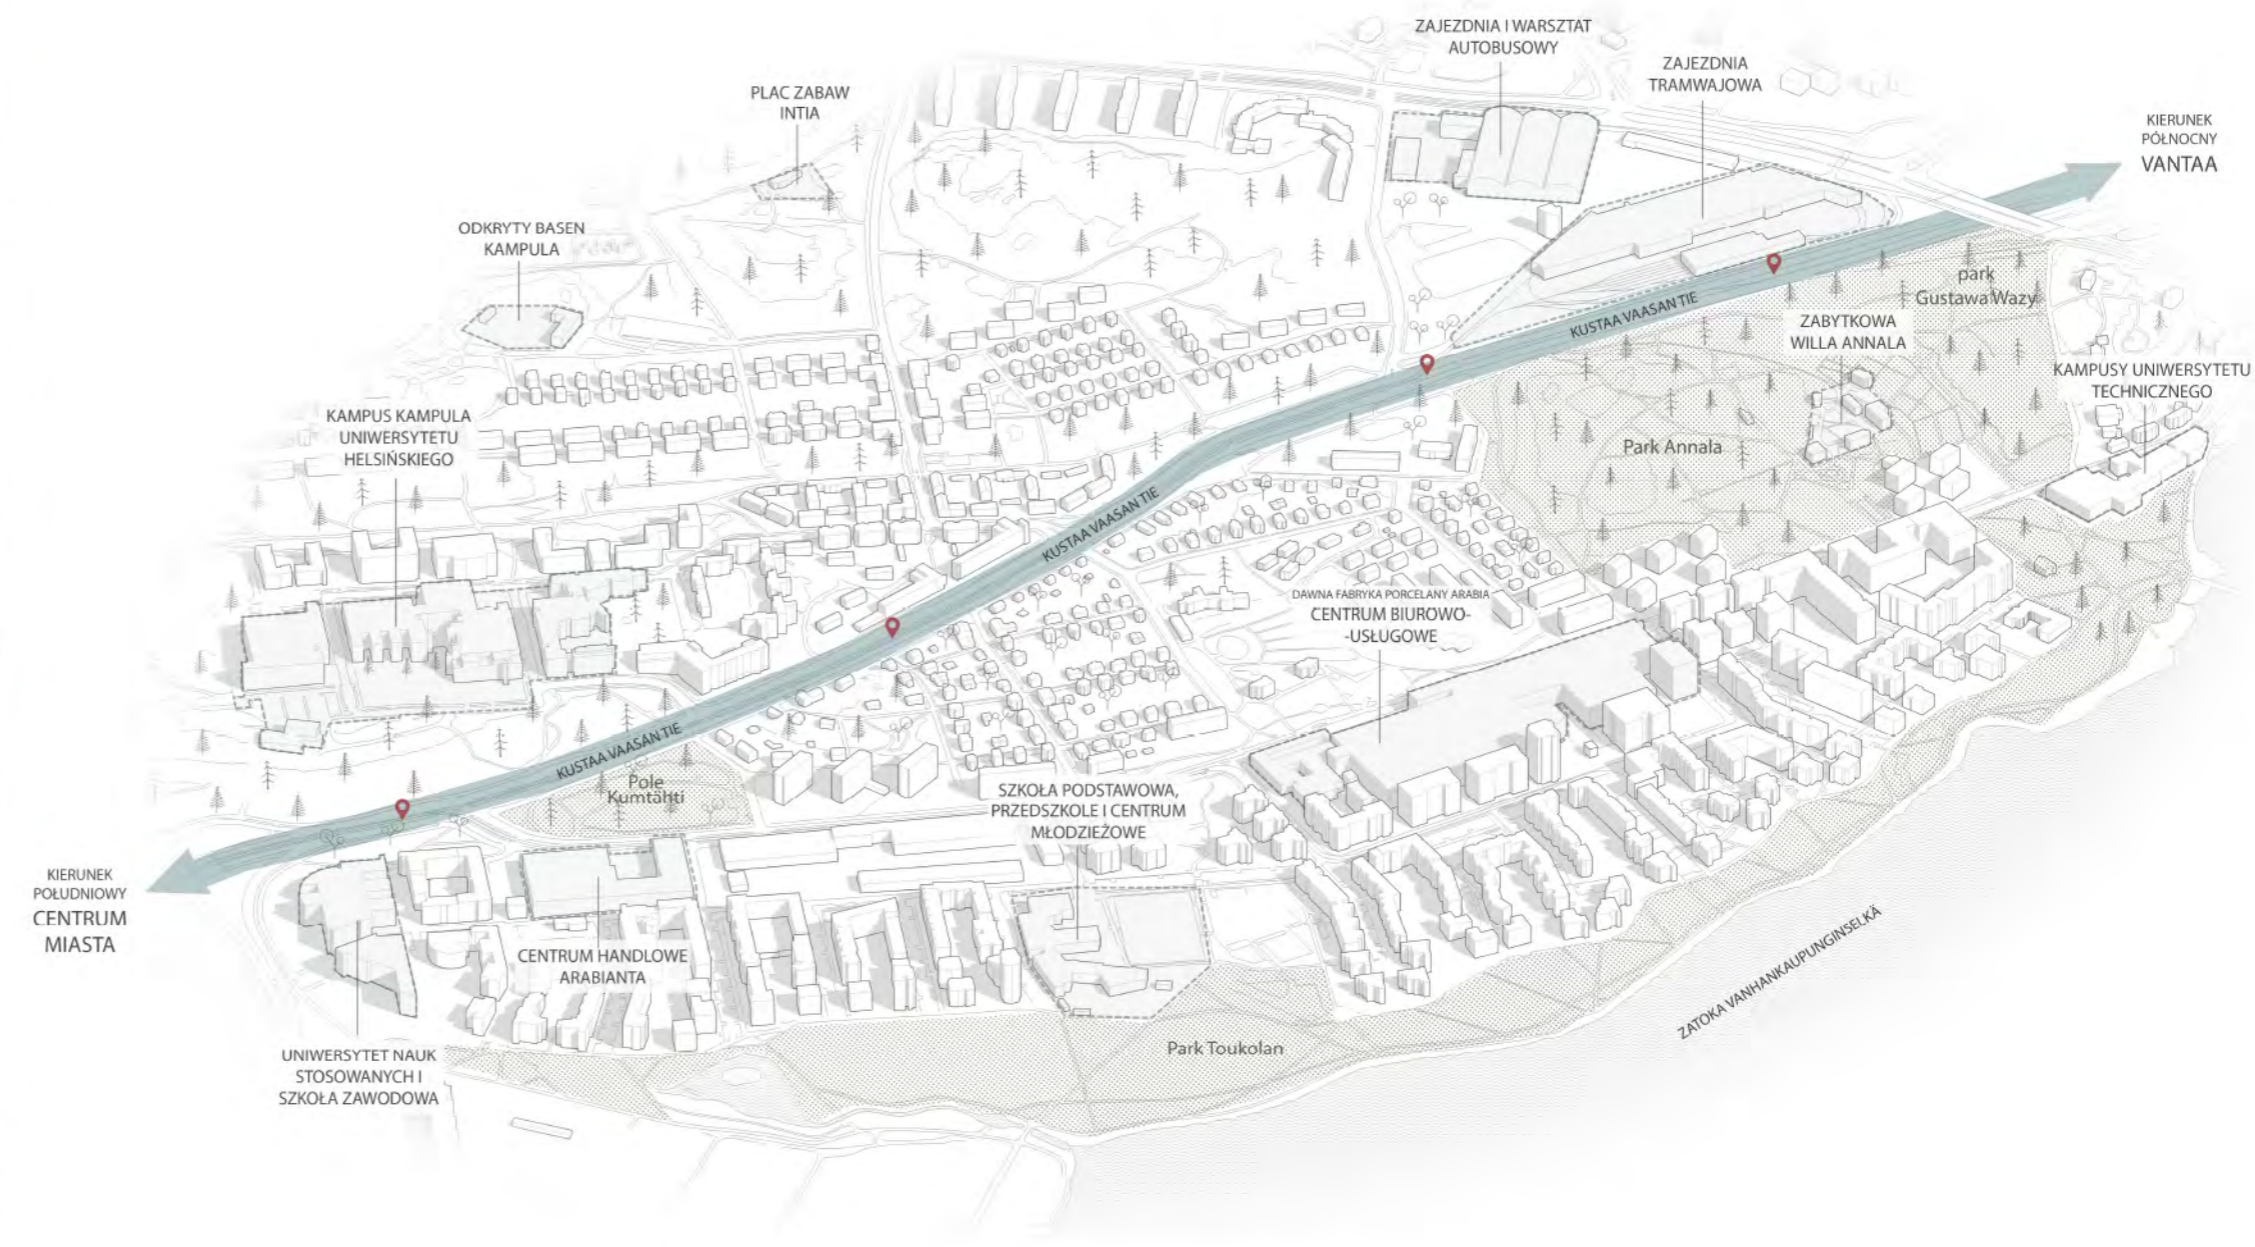 ZAJEZDNIA I WARSZTAT
AUTOBUSOWY
ZAJEZDNIA
TRAMWAJOWA
PLAC ZABAW
INTIA
KIERUNEK
PÓŁNOCNY
VANTAA
ODKRYTY BASEN
KAMPULA
park
Gustawa Wazy
KUSTAA VAASAN TIE
ZABYTKOWA
WILLA ANNALA
KAMPUSY UNIWERSYTETU
TECHNICZNEGO
KAMPUS KAMPULA
UNIWERSYTETU
HELSIŃSKIEGO
Park Annala
KUSTAA VAASAN TIE
DAWNA FABRYKA PORCELANY ARABIA
CENTRUM BIUROWO-
-USŁUGOWE
KUSTAA VAASAN TIE
Pole
Kumtähti
SZKOŁA PODSTAWOWA,
PRZEDSZKOLE I CENTRUM
MŁODZIEŻOWE
KIERUNEK
POŁUDNIOWY
CENTRUM
MIASTA
CENTRUM HANDLOWE
ARABIANTA
ZATOKA VANHANKAUPUNGINSELKÄ
Park Toukolan
UNIWERSYTET NAUK
STOSOWANYCH I
SZKOŁA ZAWODOWA